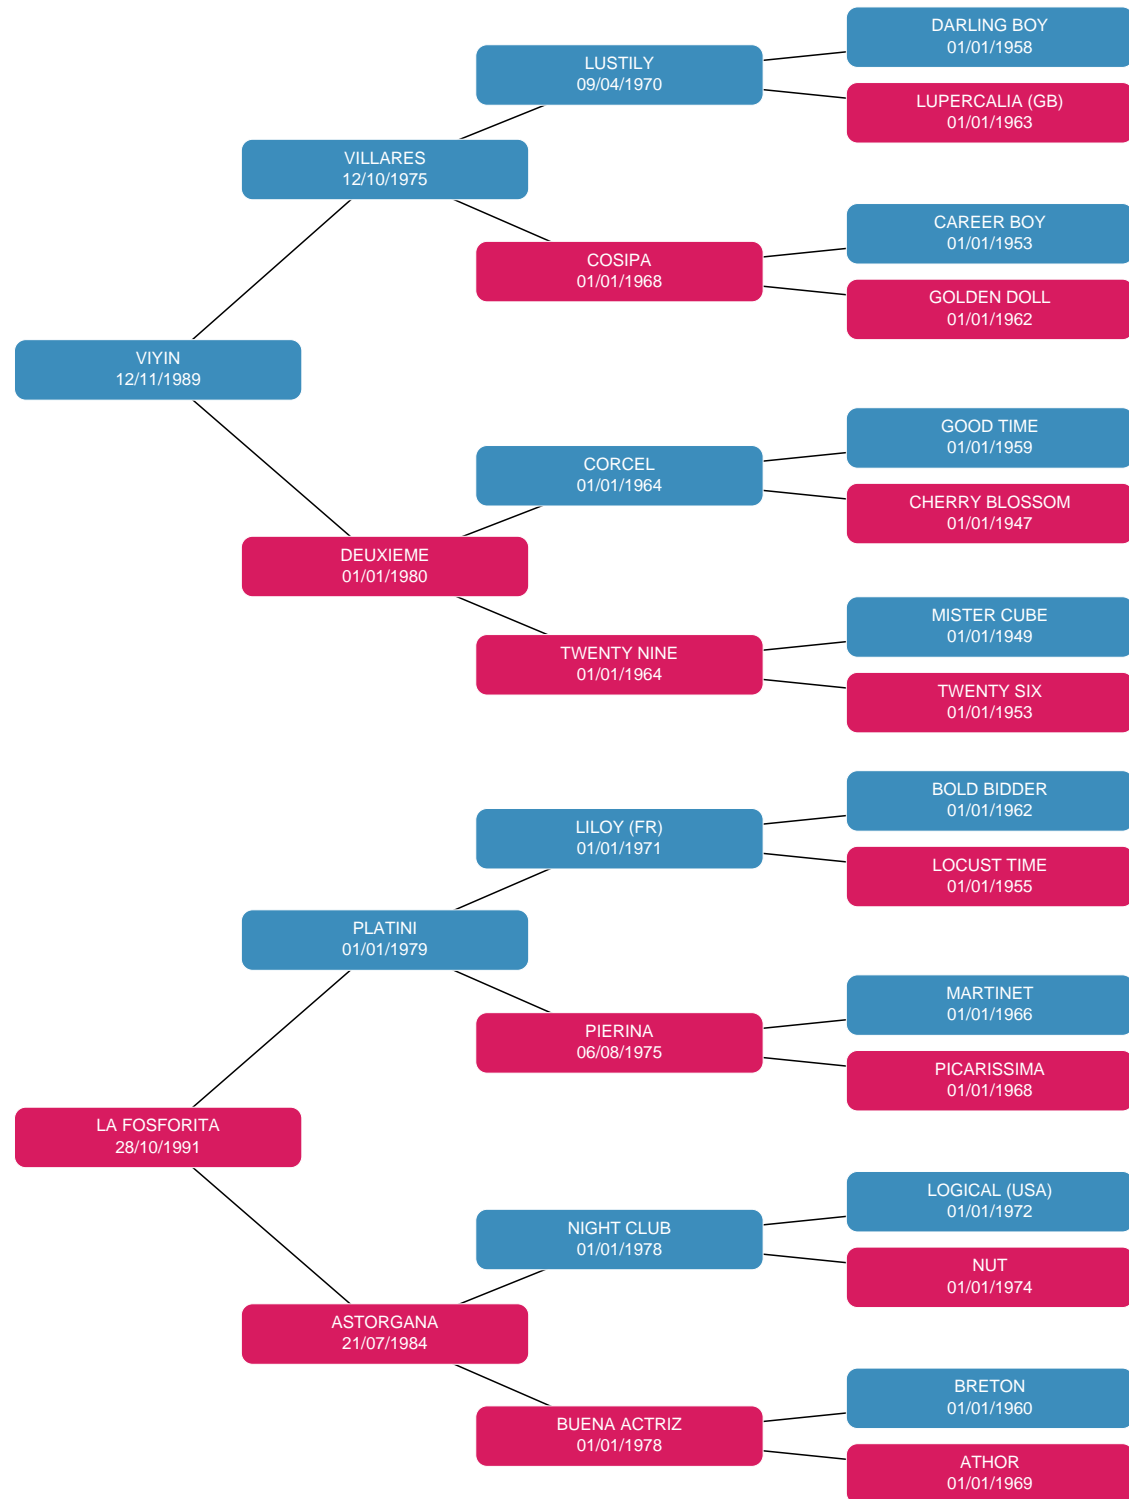 DARLING BOY
01/01/1958
LUSTILY
09/04/1970
LUPERCALIA (GB)
01/01/1963
VILLARES
12/10/1975
CAREER BOY
01/01/1953
COSIPA
01/01/1968
GOLDEN DOLL
01/01/1962
VIYIN
12/11/1989
GOOD TIME
01/01/1959
CORCEL
01/01/1964
CHERRY BLOSSOM
01/01/1947
DEUXIEME
01/01/1980
MISTER CUBE
01/01/1949
TWENTY NINE
01/01/1964
TWENTY SIX
01/01/1953
BOLD BIDDER
01/01/1962
LILOY (FR)
01/01/1971
LOCUST TIME
01/01/1955
PLATINI
01/01/1979
MARTINET
01/01/1966
PIERINA
06/08/1975
PICARISSIMA
01/01/1968
LA FOSFORITA
28/10/1991
LOGICAL (USA)
01/01/1972
NIGHT CLUB
01/01/1978
NUT
01/01/1974
ASTORGANA
21/07/1984
BRETON
01/01/1960
BUENA ACTRIZ
01/01/1978
ATHOR
01/01/1969